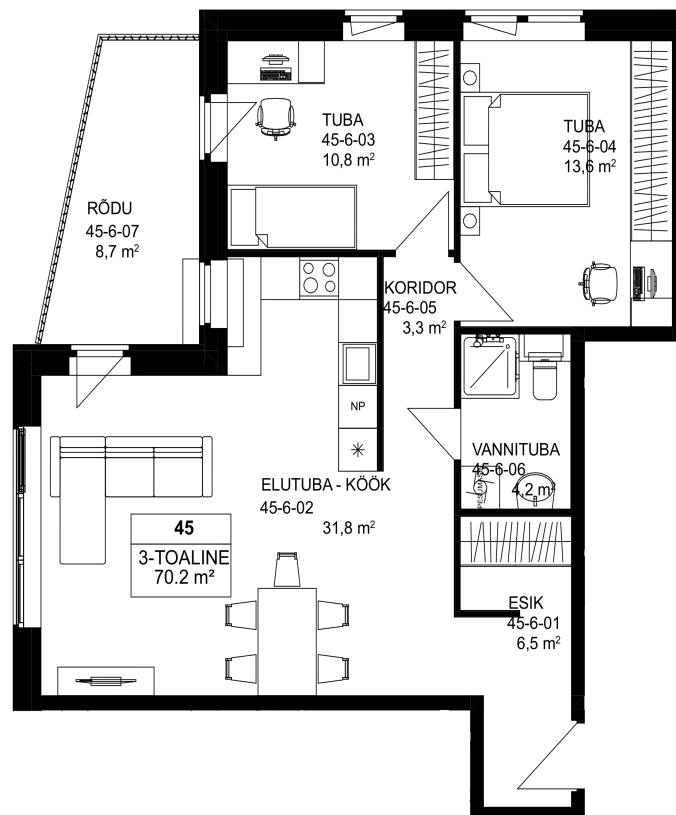 TUBA
45-6-03
10,8 m²
TUBA
45-6-04
13,6 m²
RÕDU
45-6-07
8,7 m²
KORIDOR
45-6-05
3,3 m²
NP
VANNITUBA
45-6-06
4,2 m²
ELUTUBA - KÖÖK
45-6-02
31,8 m²
45
3-TOALINE
70.2 m²
ESIK
45-6-01
6,5 m²